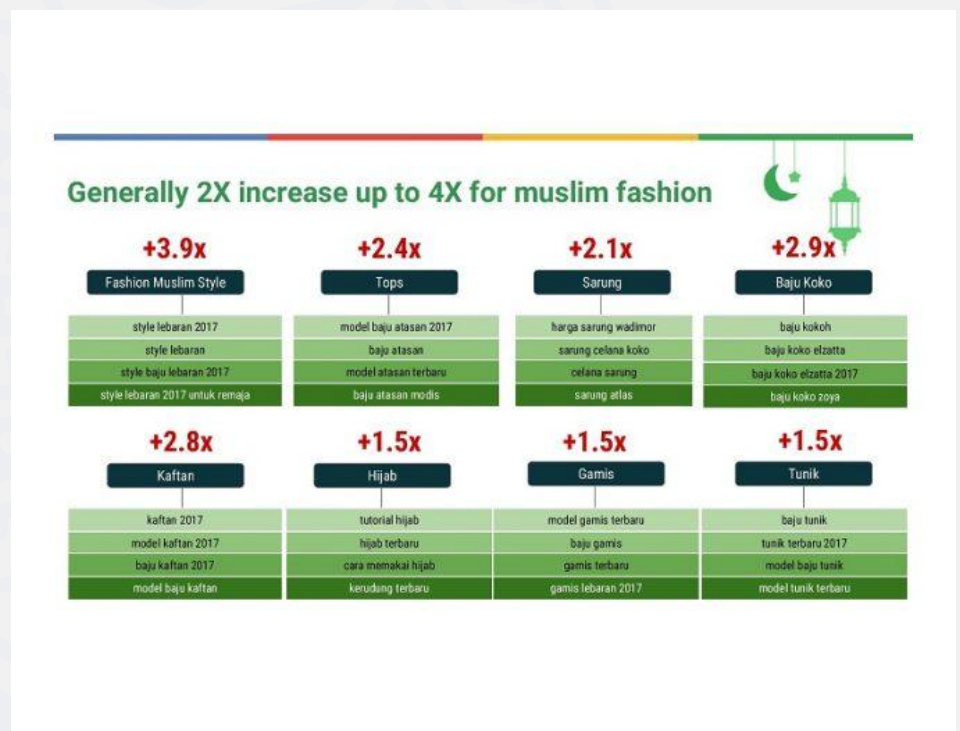 Generally 2X increase up to 4X for muslim fashion
+3.9x
Fashion Muslim Style
style lebaran 2017
style lebaran
style baju lebaran 2017
style lebaran 2017 untuk remaja
+2.4x
Tops
model baju atasan 2017
baju atasan
model atasan terbaru
baju atasan modis
+2.1x
Sarung
harga sarung wadimor
sarung celana koko
celana sarung
sarung atlas
+2.9x
Baju Koko
baju kokoh
baju koko elzatta
baju koko elzatta 2017
baju koko zoya
+2.8x
Kaftan
kaftan 2017
model kaftan 2017
baju kaftan 2017
model baju kaftan
+1.5x
Hijab
tutorial hijab
hijab terbaru
cara memakai hijab
kerudung terbaru
+1.5x
Gamis
model gamis terbaru
baju gamis
gamis terbaru
gamis lebaran 2017
+1.5x
Tunik
baju tunik
tunik terbaru 2017
model baju tunik
model tunik terbaru